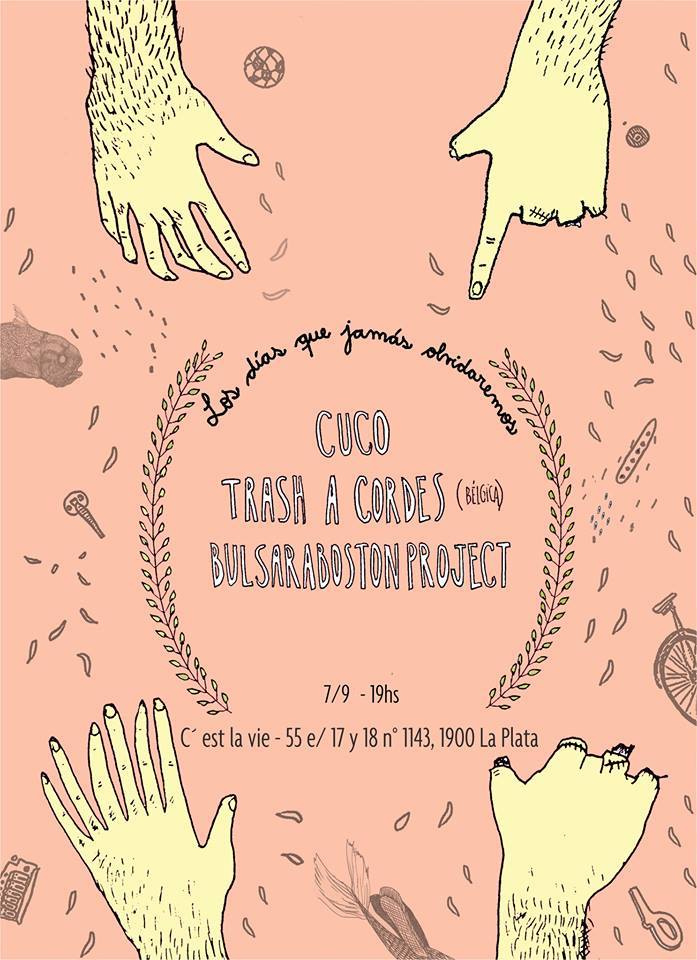 Los días que jamás olvidaremos
CUCO
TRASH A CORDES (BÉLGICA)
BULSARABOSTON PROJECT
7/9 - 19hs
C´ est la vie - 55 e/ 17 y 18 n° 1143, 1900 La Plata